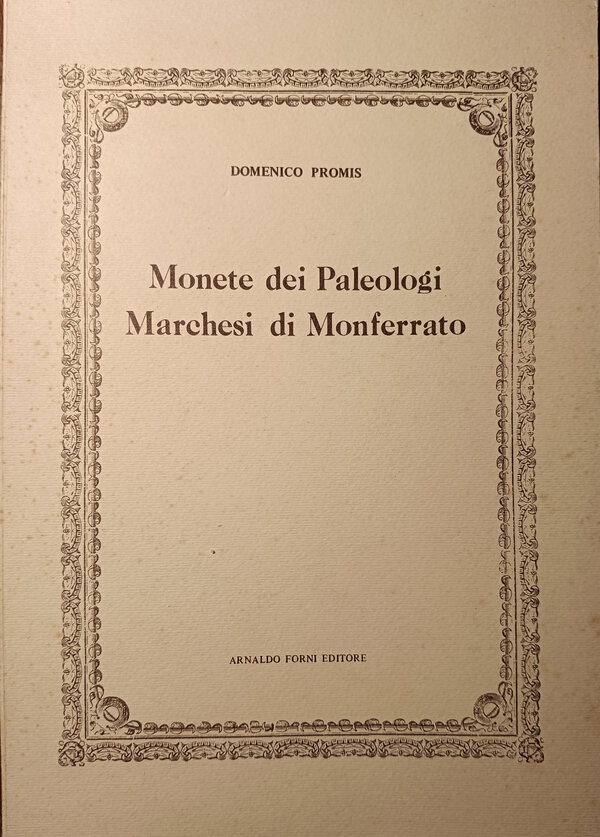 DOMENICO PROMIS
Monete dei Paleologi
Marchesi di Monferrato
ARNALDO FORNI EDITORE